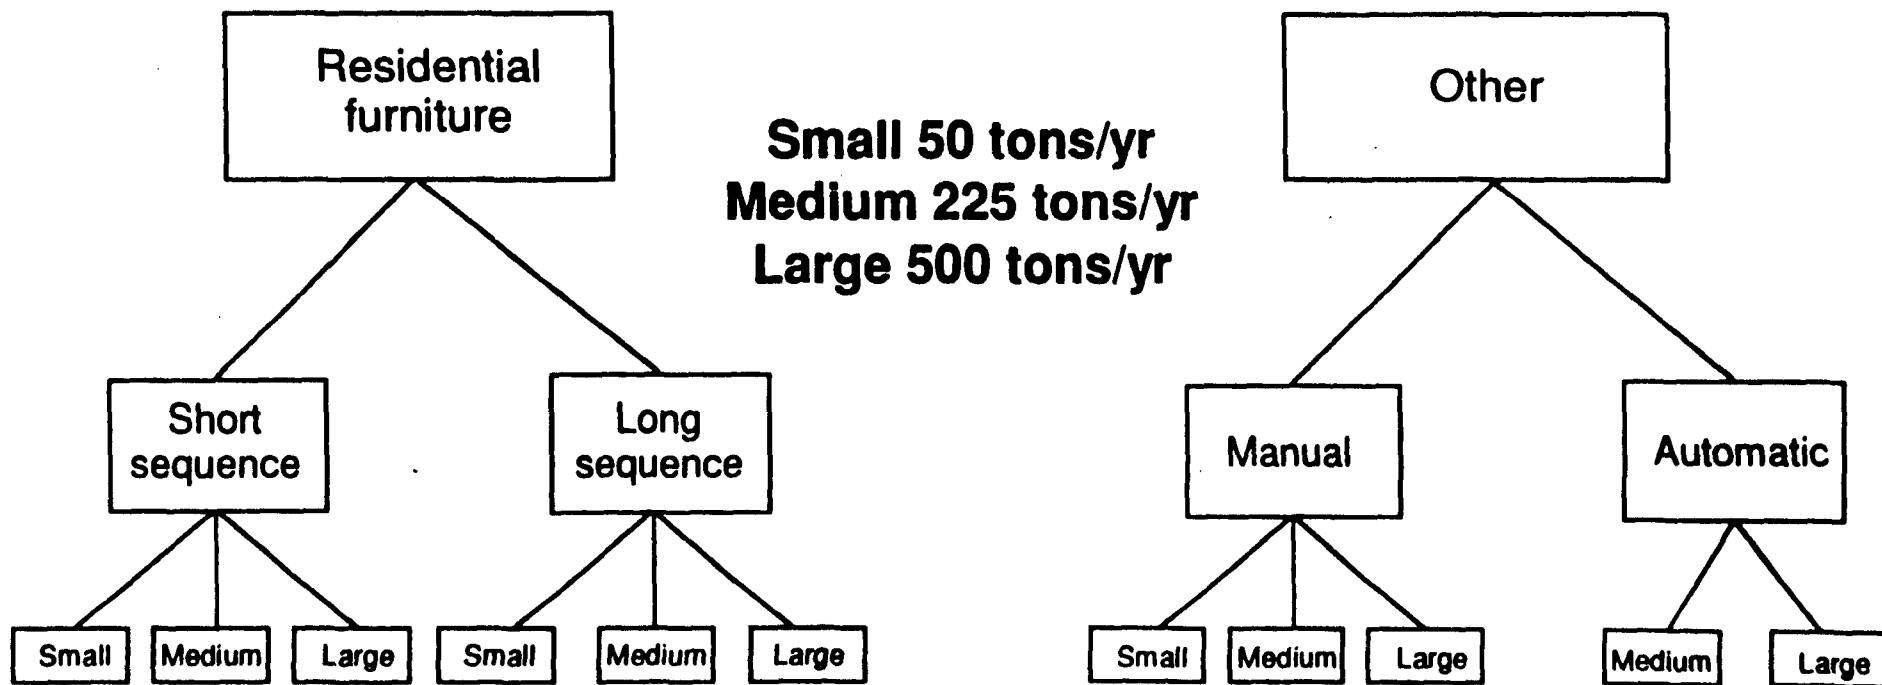 Residential
furniture
Other
Small 50 tons/yr
Medium 225 tons/yr
Large 500 tons/yr
Short
sequence
Long
sequence
Manual
Automatic
Small
Medium
Large
Small
Medium
Large
Small
Medium
Large
Medium
Large